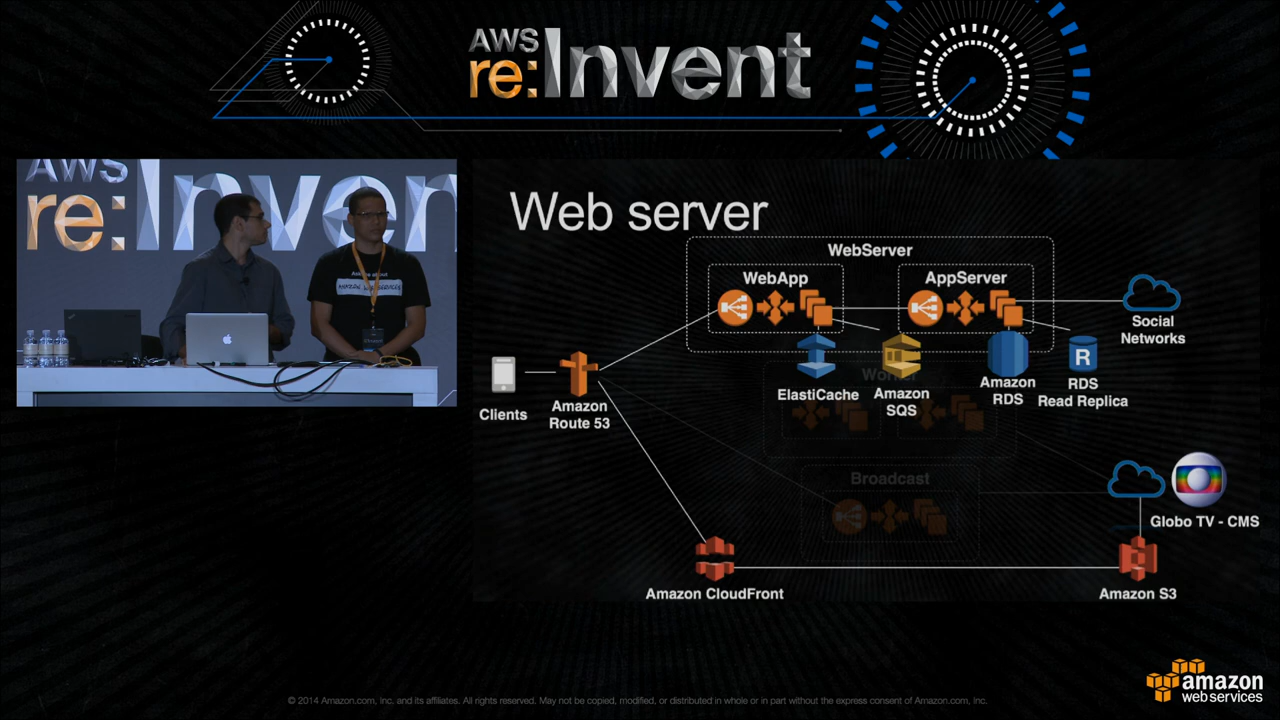 AWS
re:Invent
AWS
re:Inven
Web server
WebServer
WebApp
AppServer
Social
Networks
R
ElastiCache
Amazon
SQS
Amazon
RDS
RDS
Read Replica
Clients
Amazon
Route 53
Broadcast
Globo TV - CMS
Amazon CloudFront
Amazon S3
amazon
web services
© 2014 Amazon.com, Inc. and its affiliates. All rights reserved. May not be copied, modified, or distributed in whole or in part without the express consent of Amazon.com, Inc.